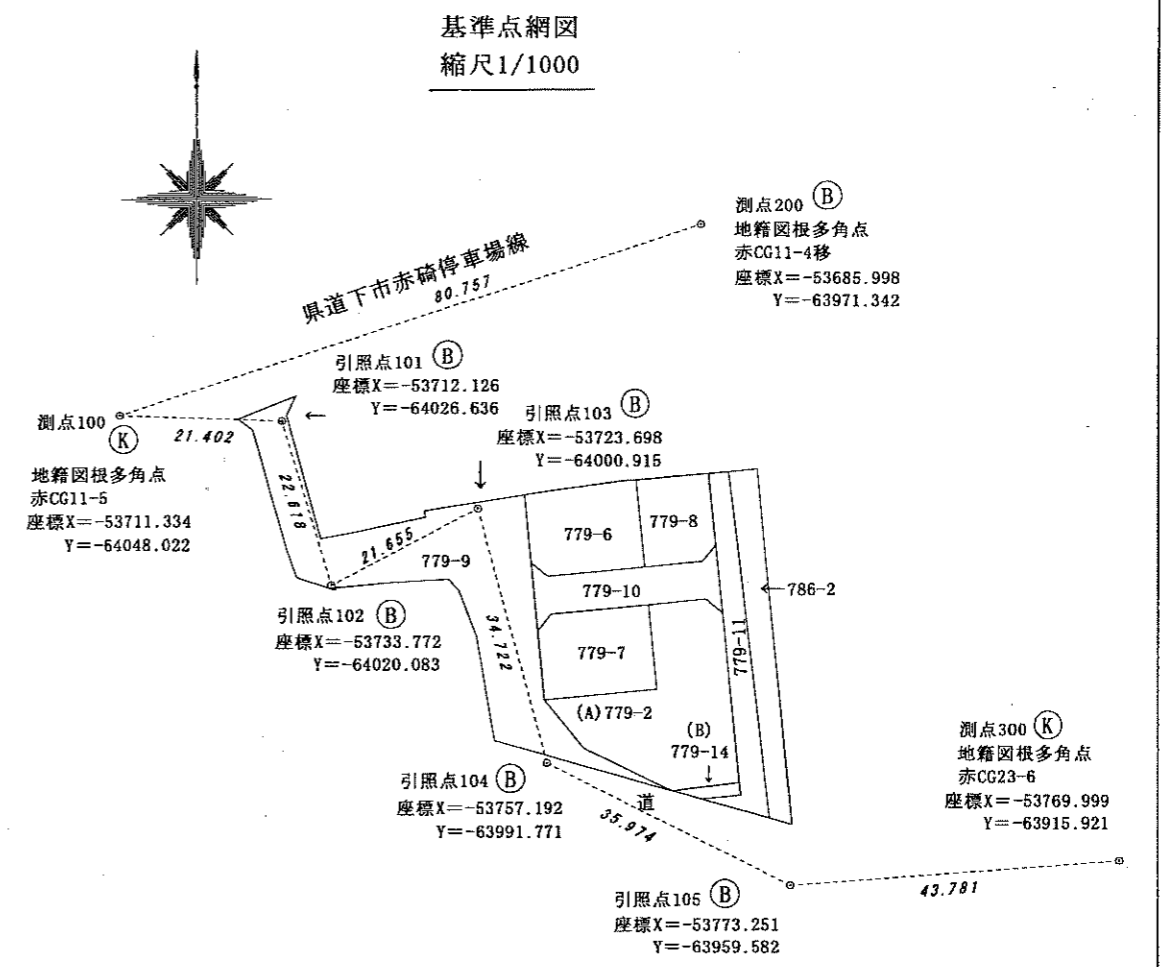 基準点網図
縮尺1/1000
測点200 Ⓑ
地籍図根多角点
赤CG11-4移
座標X=-53685.998
Y=-63971.342
県道下市赤碕停車場線
80.757
引照点101 Ⓑ
座標X=-53712.126
Y=-64026.636
測点100
Ⓚ
21.402
地籍図根多角点
赤CG11-5
座標X=-53711.334
Y=-64048.022
引照点103 Ⓑ
座標X=-53723.698
Y=-64000.915
22.618
21.655
779-9
779-6
779-8
779-10
←786-2
779-11
引照点102 Ⓑ
座標X=-53733.772
Y=-64020.083
34.722
779-7
(A)779-2
(B)
779-14
測点300 Ⓚ
地籍図根多角点
赤CG23-6
座標X=-53769.999
Y=-63915.921
引照点104 Ⓑ
座標X=-53757.192
Y=-63991.771
道
35.974
43.781
引照点105 Ⓑ
座標X=-53773.251
Y=-63959.582